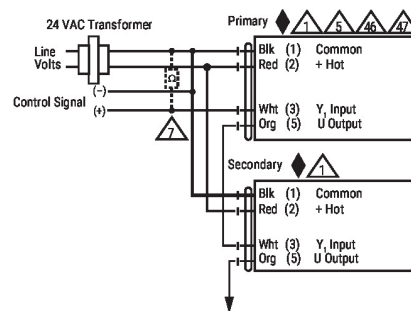 24 VAC Transformer
Primary 1 5 46 47
Line
Volts
Blk (1) Common
Red (2) + Hot
Ω
(–)
Control Signal (+)
Wht (3) Y1 Input
Org (5) U Output
7
Secondary 1
Blk (1) Common
Red (2) + Hot
Wht (3) Y1 Input
Org (5) U Output